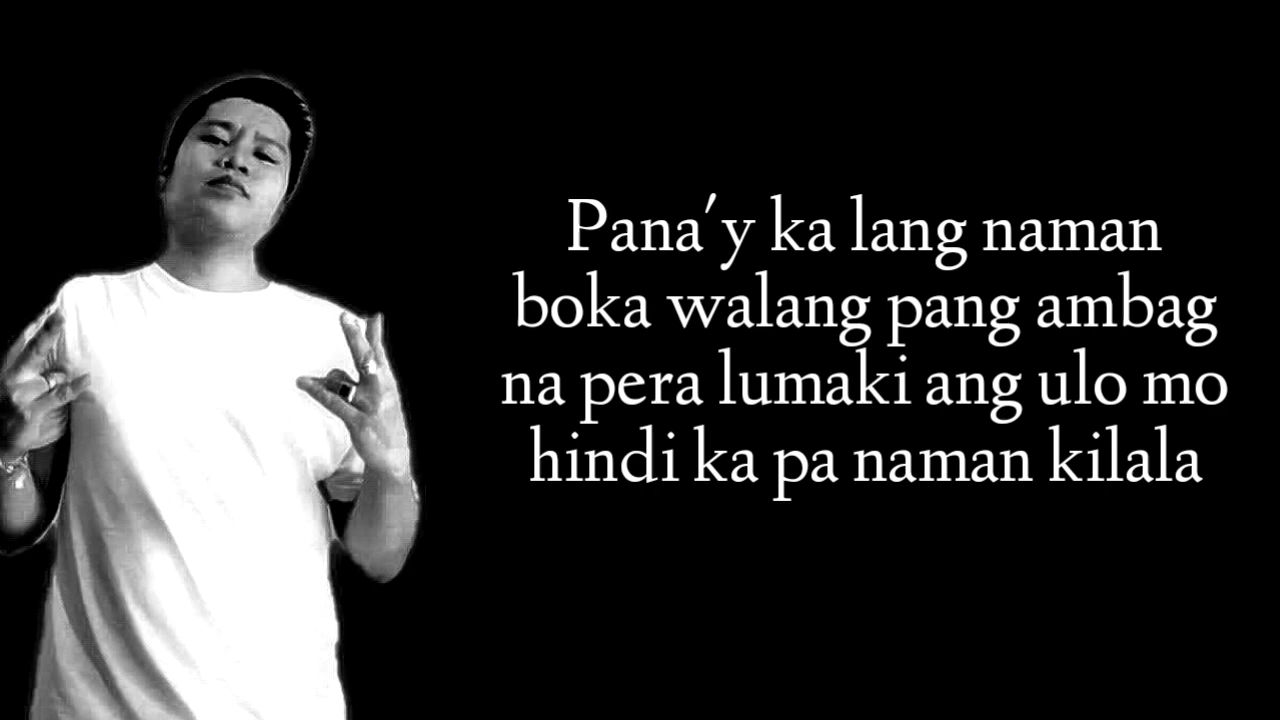 Pana'y ka lang naman
boka walang pang ambag
na pera lumaki ang ulo mo
hindi ka pa naman kilala